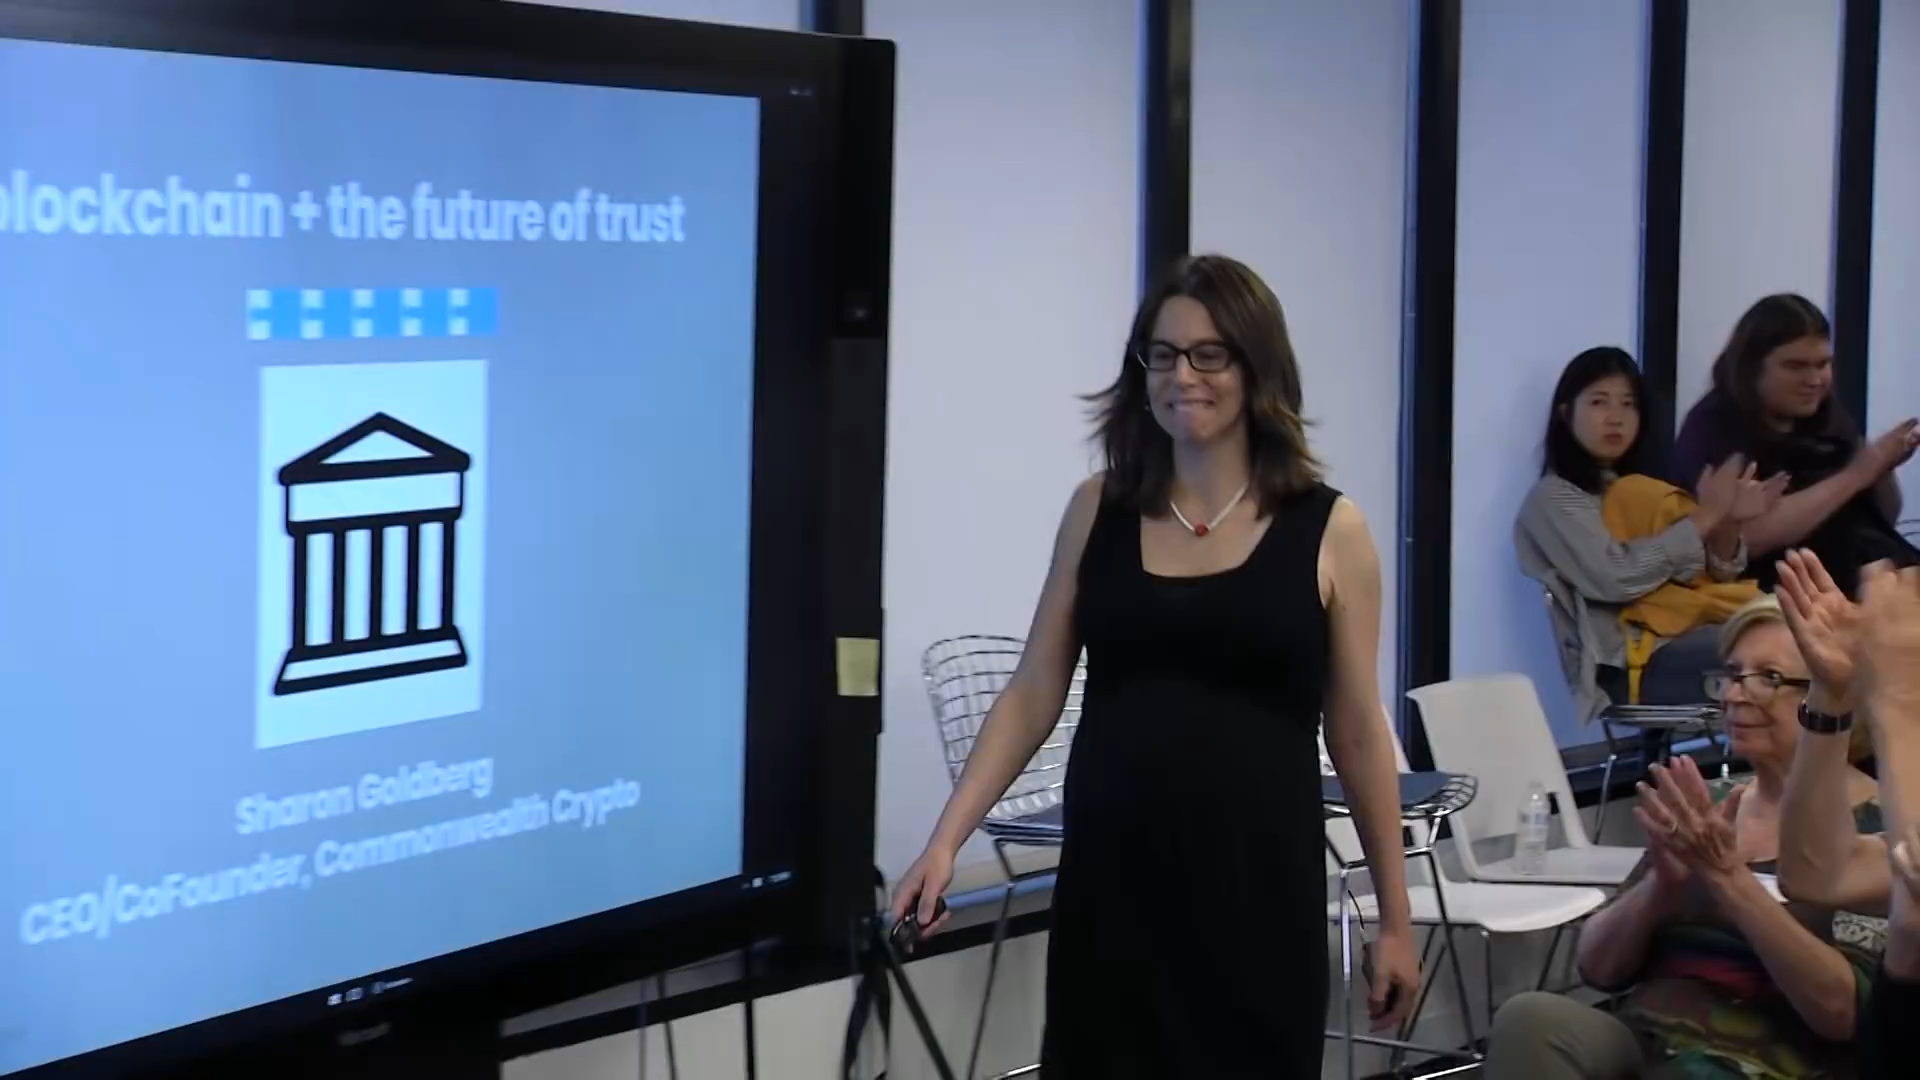 blockchain + the future of trust
Sharon Goldberg
CEO/CoFounder, Commonwealth Crypto